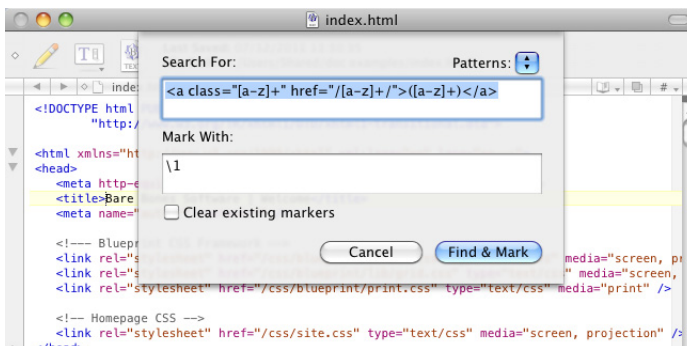 index.html
Search For:
Patterns:
<a class="[a-z]+" href="/[a-z]+/">([a-z]+)</a>
Mark With:
\1
Clear existing markers
Cancel
Find & Mark
inde
# ,
<!DOCTYPE html
"http:/
<html xmlns="ht
<head>
<meta http-e
<title>Bare
<meta name="
<!--- Bluepr
<link rel="s media="screen, pr
<link rel="s " media="screen, p
<link rel="stylesheet" href="/css/blueprint/print.css" type="text/css" media="print" />
<!-- Homepage CSS -->
<link rel="stylesheet" href="/css/site.css" type="text/css" media="screen, projection" />
</head>